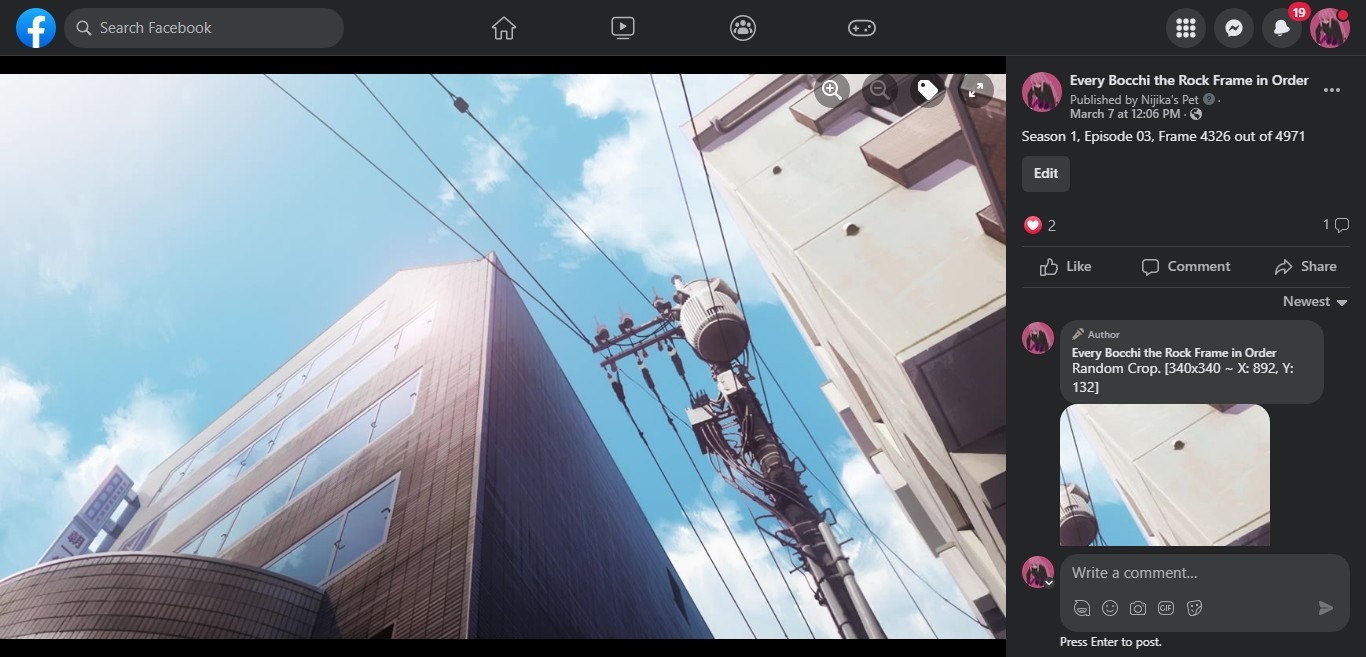 Search Facebook
19
Every Bocchi the Rock Frame in Order
Published by Nijika's Pet ·
March 7 at 12:06 PM ·
Season 1, Episode 03, Frame 4326 out of 4971
Edit
2
1
Like
Comment
Share
Newest
Author
Every Bocchi the Rock Frame in Order
Random Crop. [340x340 ~ X: 892, Y:
132]
Write a comment...
GIF
Press Enter to post.